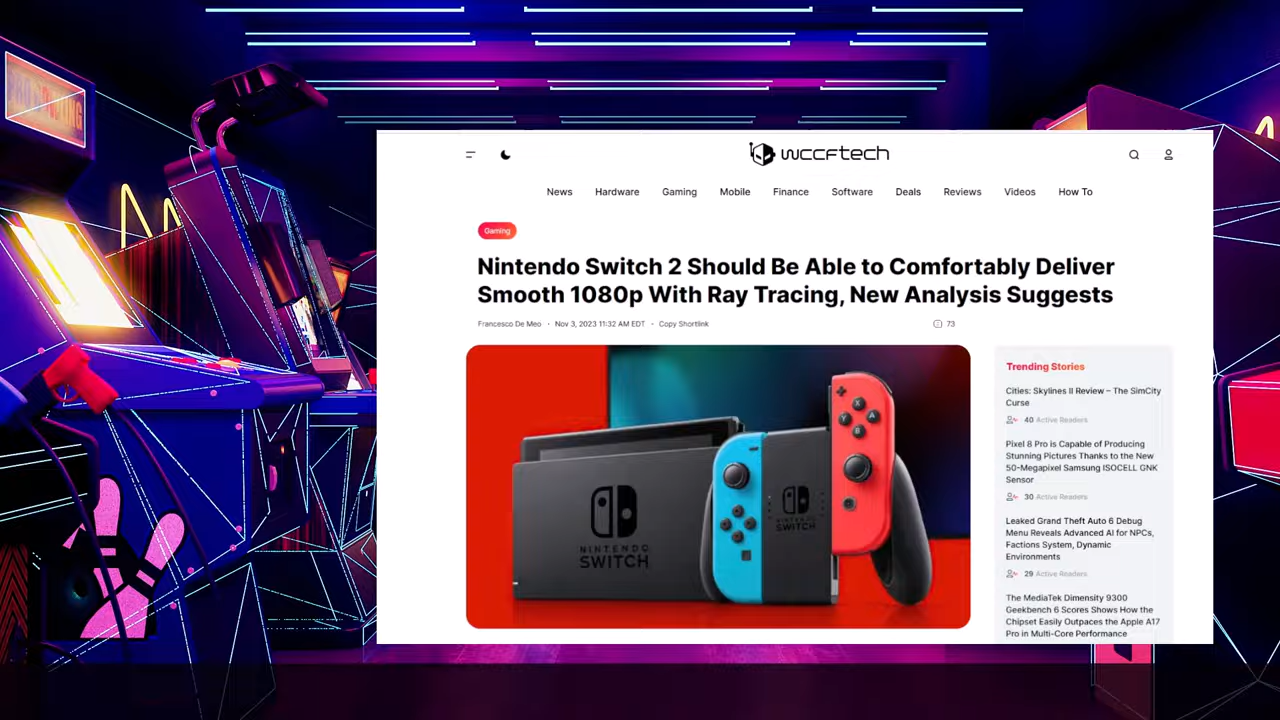 wccftech
News Hardware Gaming Mobile Finance Software Deals Reviews Videos How To
Gaming
Nintendo Switch 2 Should Be Able to Comfortably Deliver
Smooth 1080p With Ray Tracing, New Analysis Suggests
Francesco De Meo • Nov 3, 2023 11:32 AM EDT • Copy Shortlink
73
NINTENDO
SWITCH
NINTENDO
SWITCH
X
A
Y
B
Trending Stories
Cities: Skylines II Review – The SimCity
Curse
40 Active Readers
Pixel 8 Pro is Capable of Producing
Stunning Pictures Thanks to the New
50-Megapixel Samsung ISOCELL GNK
Sensor
30 Active Readers
Leaked Grand Theft Auto 6 Debug
Menu Reveals Advanced AI for NPCs,
Factions System, Dynamic
Environments
29 Active Readers
The MediaTek Dimensity 9300
Geekbench 6 Scores Shows How the
Chipset Easily Outpaces the Apple A17
Pro in Multi-Core Performance